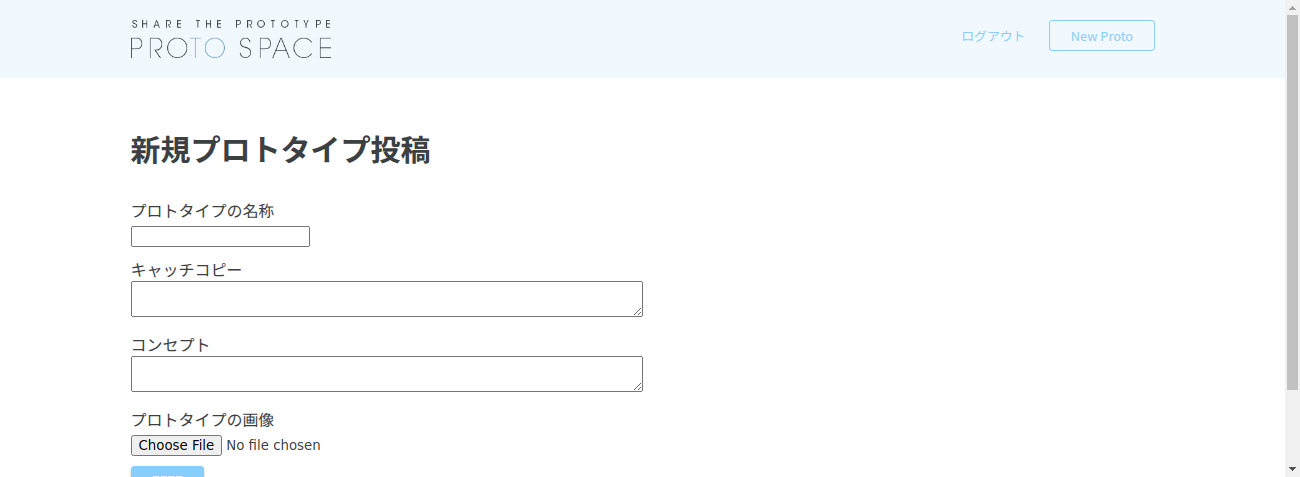 SHARE THE PROTOTYPE
PROTO SPACE
ログアウト
New Proto
新規プロトタイプ投稿
プロトタイプの名称
キャッチコピー
コンセプト
プロトタイプの画像
Choose File No file chosen